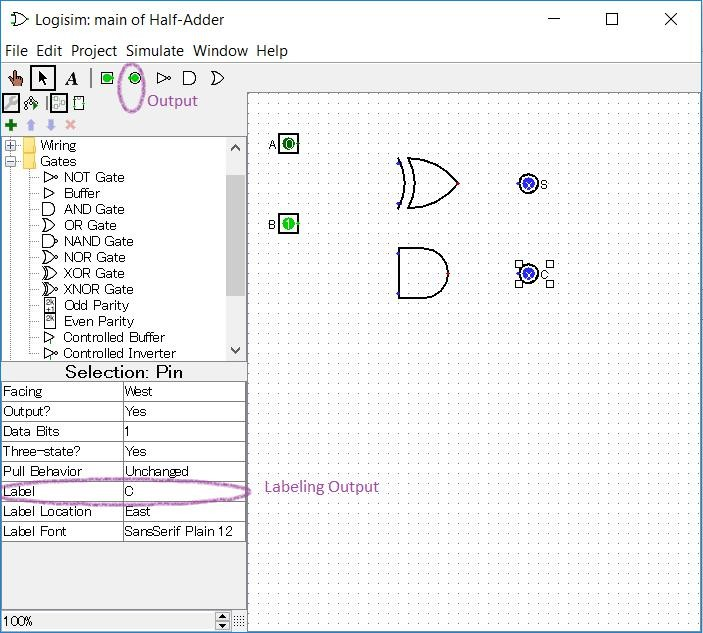 Logisim: main of Half-Adder
File Edit Project Simulate Window Help
A
Output
Wiring
Gates
NOT Gate
Buffer
AND Gate
OR Gate
NAND Gate
NOR Gate
XOR Gate
XNOR Gate
Odd Parity
Even Parity
Controlled Buffer
Controlled Inverter
A 0
B 1
x S
x C
Selection: Pin
Facing West
Output? Yes
Data Bits 1
Three-state? Yes
Pull Behavior Unchanged
Label C
Labeling Output
Label Location East
Label Font SansSerif Plain 12
100%